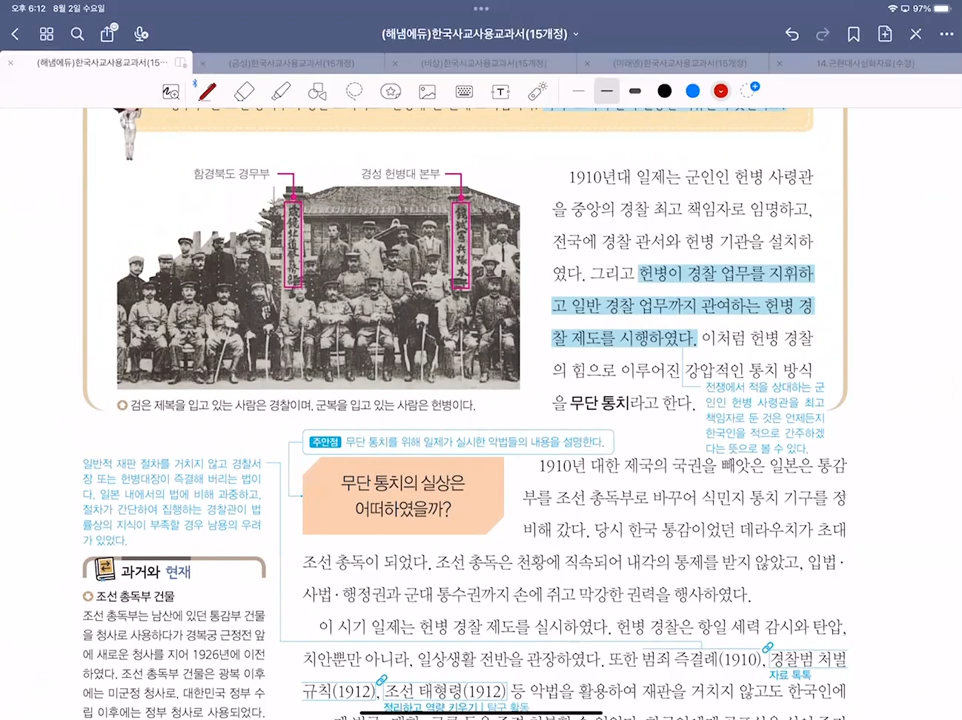 오후 6:12 8월 2일 수요일
97%
(해냄에듀)한국사교사용교과서(15개정)
(해냄에듀)한국사교사용교과서(15…
(금성)한국사교사용교과서(15개정)
(비상)한국사교사용교과서(15개정)
(미래엔)한국사교사용교과서(15개정)
14.근현대사심화자료(수정)
함경북도 경무부
경성 헌병대 본부
1910년대 일제는 군인인 헌병 사령관
을 중앙의 경찰 최고 책임자로 임명하고,
전국에 경찰 관서와 헌병 기관을 설치하
였다. 그리고 헌병이 경찰 업무를 지휘하
고 일반 경찰 업무까지 관여하는 헌병 경
찰 제도를 시행하였다. 이처럼 헌병 경찰
의 힘으로 이루어진 강압적인 통치 방식
을 무단 통치라고 한다.
전쟁에서 적을 상대하는 군
인인 헌병 사령관을 최고
책임자로 둔 것은 언제든지
한국인을 적으로 간주하겠
다는 뜻으로 볼 수 있다.
검은 제복을 입고 있는 사람은 경찰이며, 군복을 입고 있는 사람은 헌병이다.
주안점 무단 통치를 위해 일제가 실시한 악법들의 내용을 설명한다.
일반적 재판 절차를 거치지 않고 경찰서
장 또는 헌병대장이 즉결해 버리는 법이
다. 일본 내에서의 법에 비해 과중하고,
절차가 간단하여 집행하는 경찰관이 법
률상의 지식이 부족할 경우 남용의 우려
가 있었다.
무단 통치의 실상은
어떠하였을까?
1910년 대한 제국의 국권을 빼앗은 일본은 통감
부를 조선 총독부로 바꾸어 식민지 통치 기구를 정
비해 갔다. 당시 한국 통감이었던 데라우치가 초대
조선 총독이 되었다. 조선 총독은 천황에 직속되어 내각의 통제를 받지 않았고, 입법·
사법·행정권과 군대 통수권까지 손에 쥐고 막강한 권력을 행사하였다.
이 시기 일제는 헌병 경찰 제도를 실시하였다. 헌병 경찰은 항일 세력 감시와 탄압,
치안뿐만 아니라, 일상생활 전반을 관장하였다. 또한 범죄 즉결례(1910), 경찰범 처벌
자료 톡톡
규칙(1912), 조선 태형령(1912) 등 악법을 활용하여 재판을 거치지 않고도 한국인에
정리하고 역량 키우기 | 탐구 활동
과거와 현재
조선 총독부 건물
조선 총독부는 남산에 있던 통감부 건물
을 청사로 사용하다가 경복궁 근정전 앞
에 새로운 청사를 지어 1926년에 이전
하였다. 조선 총독부 건물은 광복 이후
에는 미군정 청사로, 대한민국 정부 수
립 이후에는 정부 청사로 사용되었다.